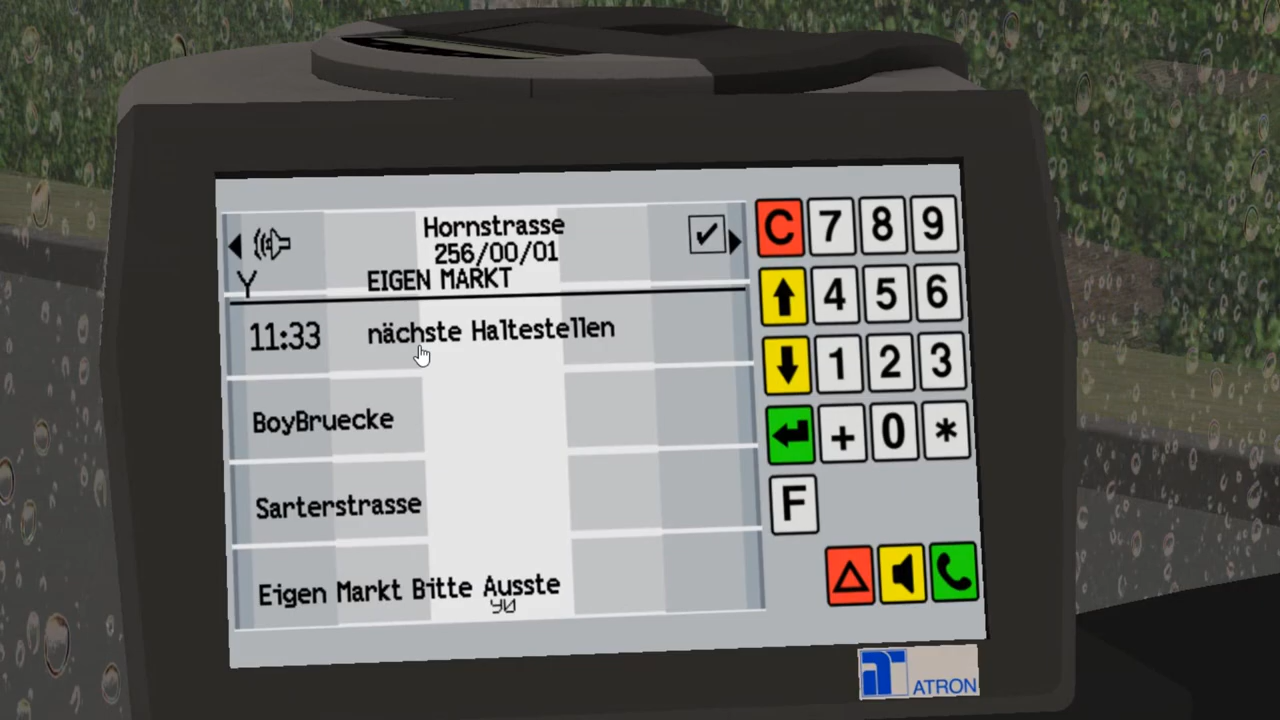 Hornstrasse
256/00/01
Y EIGEN MARKT
11:33 nächste Haltestellen
BoyBruecke
Sarterstrasse
Eigen Markt Bitte Ausste
C 7 8 9
4 5 6
1 2 3
+ 0 *
F
ATRON